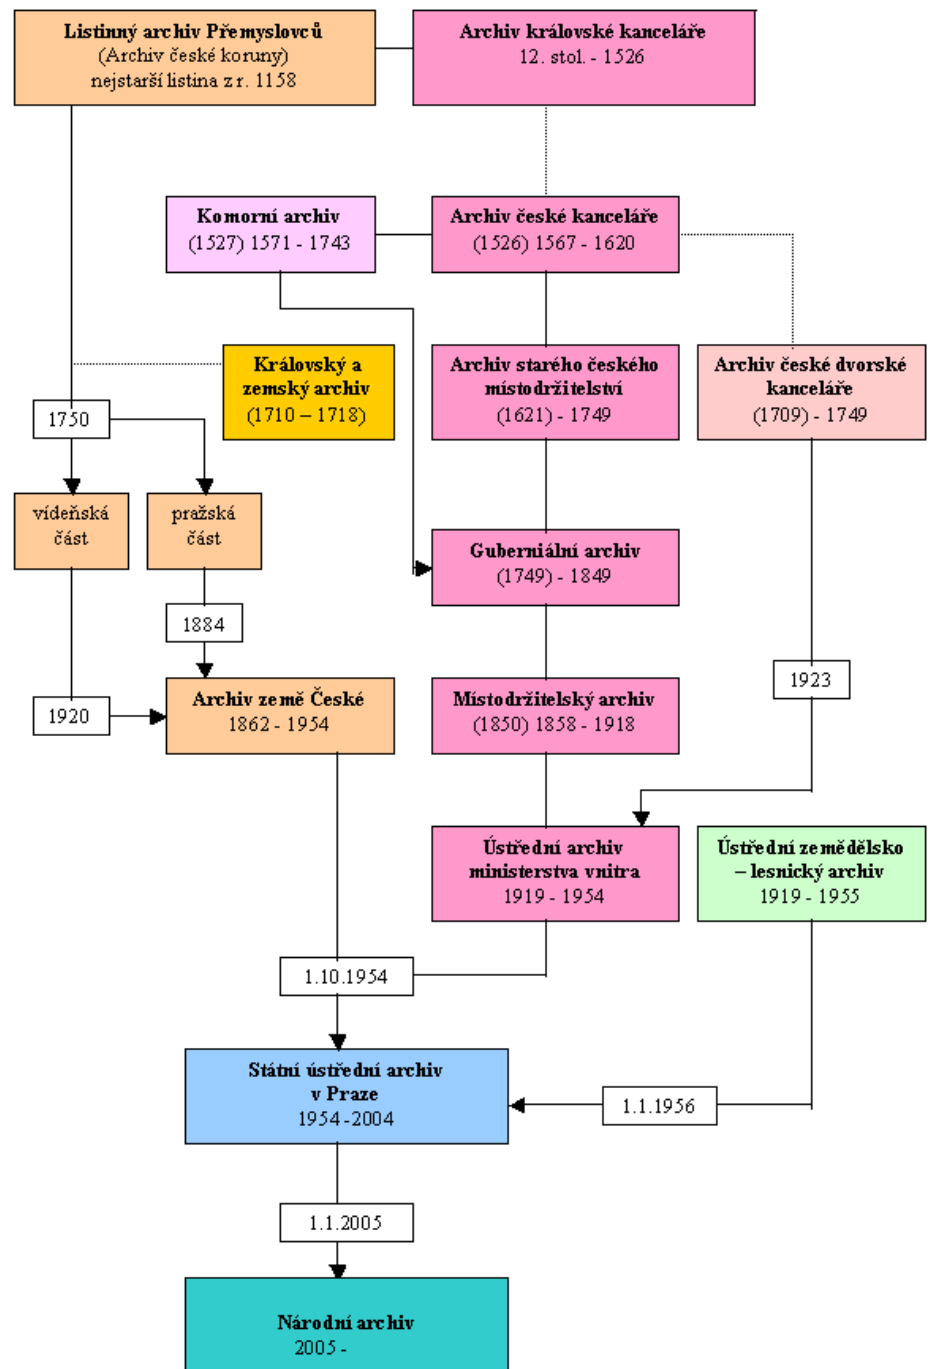 Listinný archiv Přemyslovců
(Archiv české koruny)
nejstarší listina z r. 1158
Archiv královské kanceláře
12. stol. - 1526
Komorní archiv
(1527) 1571 - 1743
Archiv české kanceláře
(1526) 1567 - 1620
Královský a
zemský archiv
(1710 – 1718)
Archiv starého českého
místodržitelství
(1621) - 1749
Archiv české dvorské
kanceláře
(1709) - 1749
1750
vídeňská
část
pražská
část
Guberniální archiv
(1749) - 1849
1884
1920
Archiv země České
1862 - 1954
Místodržitelský archiv
(1850) 1858 - 1918
1923
Ústřední archiv
ministerstva vnitra
1919 - 1954
Ústřední zemědělsko
– lesnický archiv
1919 - 1955
1.10.1954
Státní ústřední archiv
v Praze
1954 -2004
1.1.1956
1.1.2005
Národní archiv
2005 -